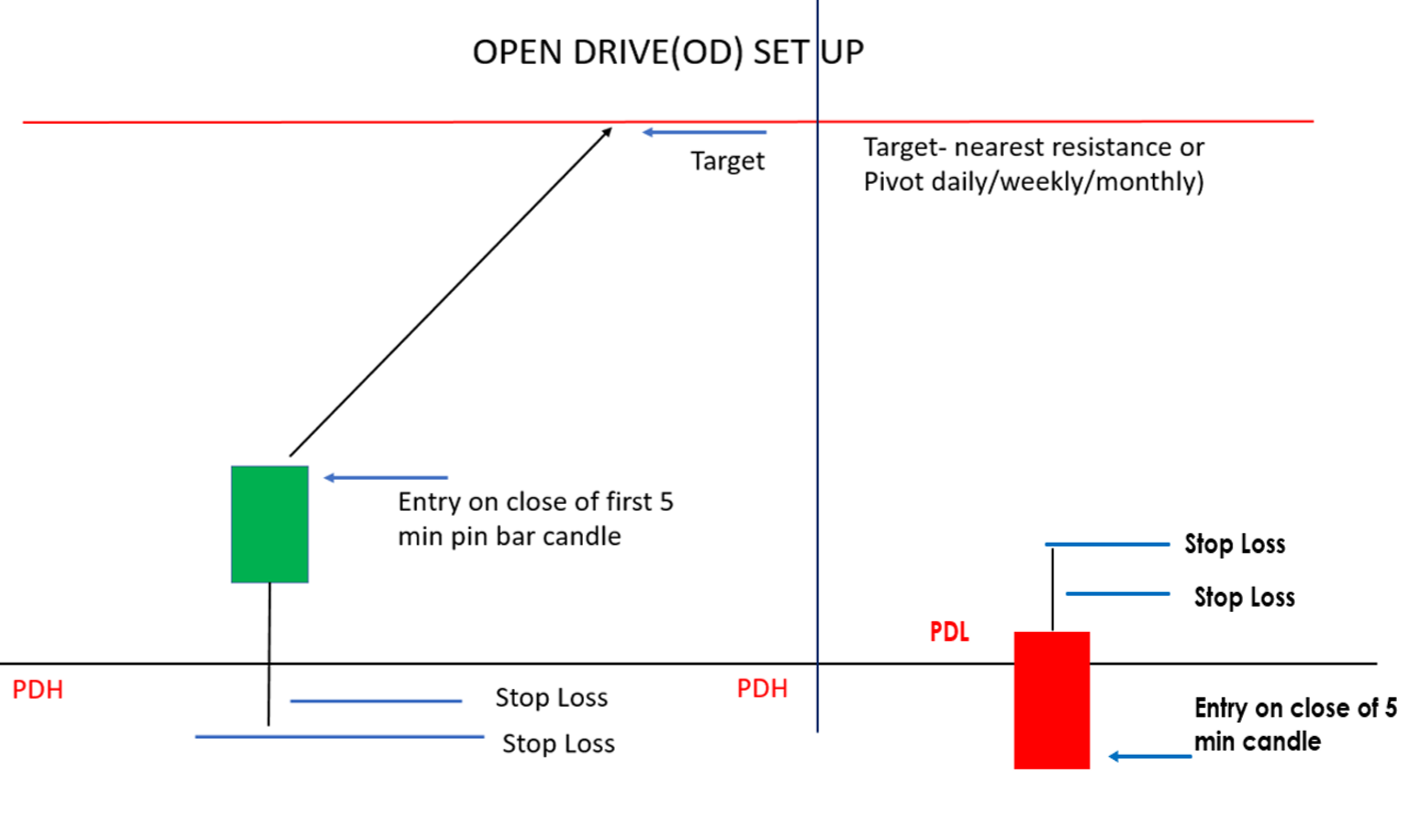 OPEN DRIVE(OD) SET UP
Target
Target- nearest resistance or
Pivot daily/weekly/monthly)
Entry on close of first 5
min pin bar candle
Stop Loss
Stop Loss
PDL
PDH
Stop Loss
Stop Loss
PDH
Entry on close of 5
min candle